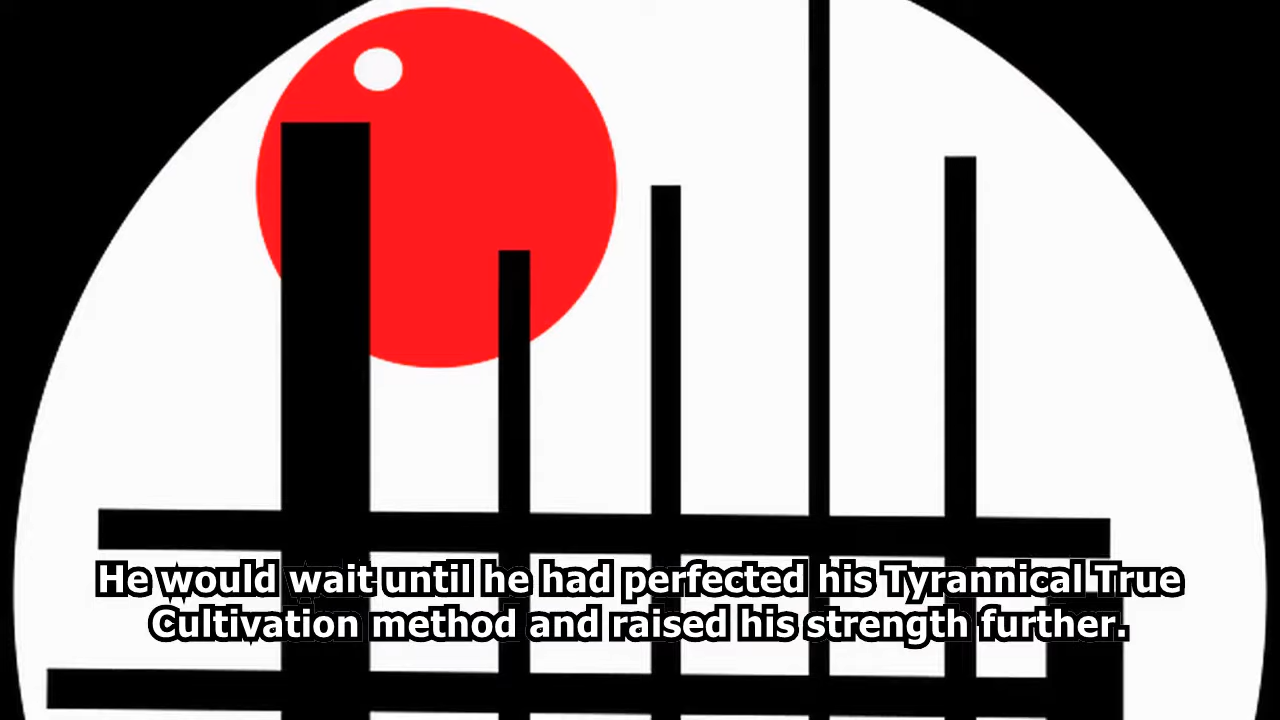 He would wait until he had perfected his Tyrannical True
Cultivation method and raised his strength further.